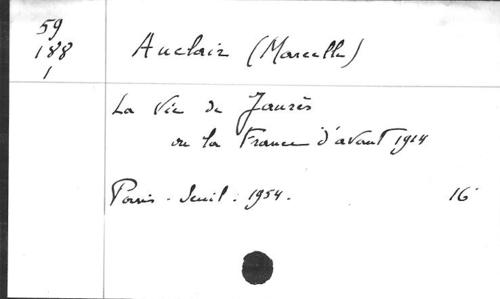 59
188
1
Auclair (Marcelle)
La Vie de Jaurès
ou la France d'avant 1914
Paris - Seuil. 1954.
16